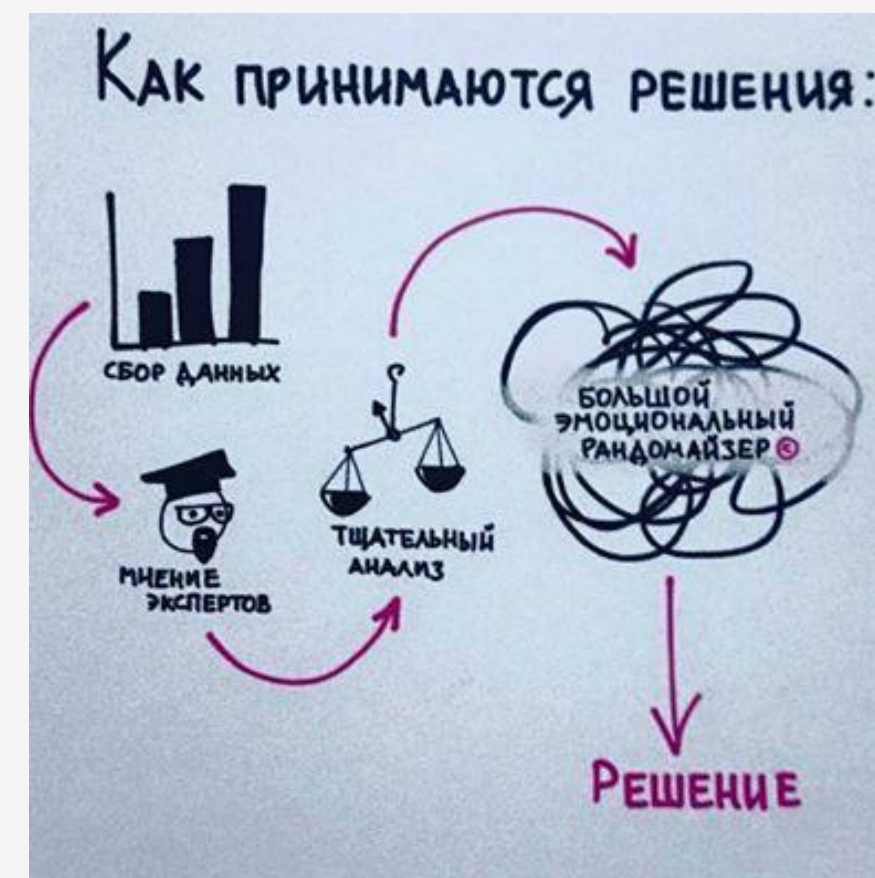 Как принимаются решения:
сбор данных
мнение
экспертов
тщательный
анализ
большой
эмоциональный
рандомайзер ©
Решение